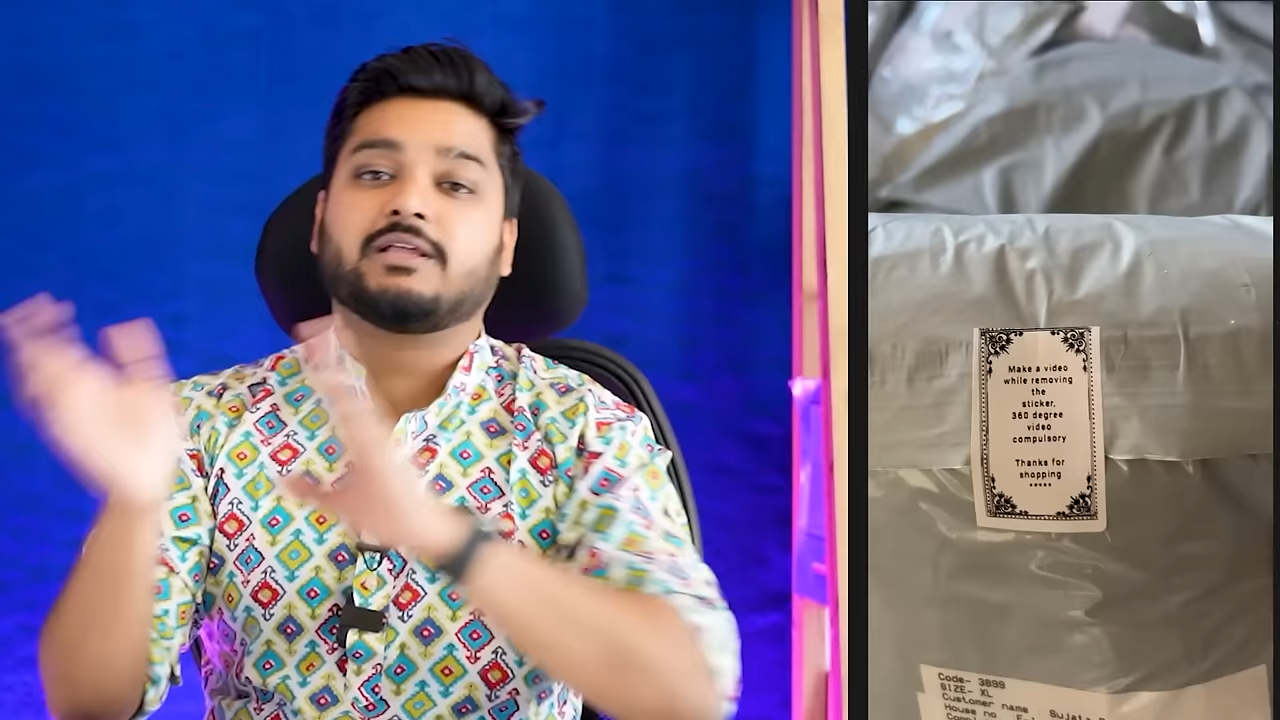 Make a video
while removing
the
sticker,
360 degree
video
compulsory
Thanks for
shopping
*****
Code- 3899
SIZE- XL
Customer name : Sujata
House no